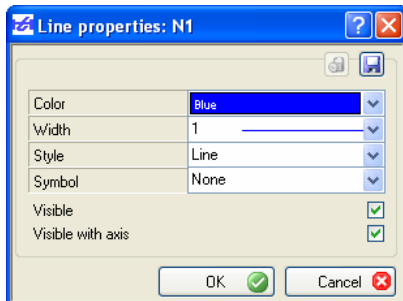 Line properties: N1
Color Blue
Width 1
Style Line
Symbol None
Visible
Visible with axis
OK Cancel